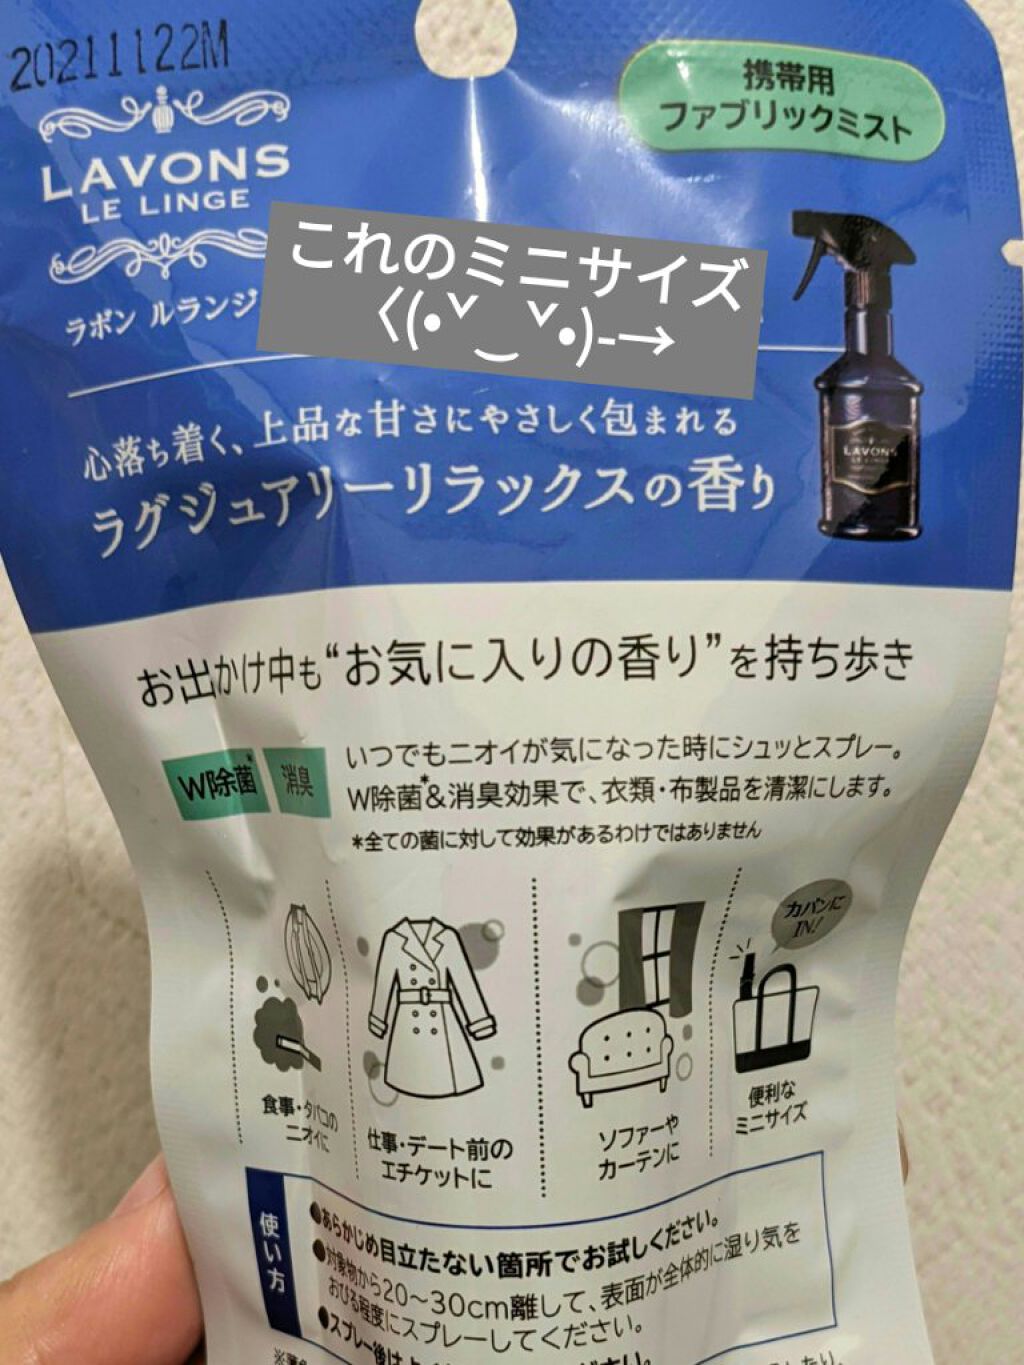 20211122M
携帯用
ファブリックミスト
LAVONS
LE LINGE
ラボン ルランジ
これのミニサイズ
〈(•ˇ‿ˇ•)-→
心落ち着く、上品な甘さにやさしく包まれる
ラグジュアリーリラックスの香り
LAVONS
LE LINGE
お出かけ中も“お気に入りの香り”を持ち歩き
W除菌* 消臭
いつでもニオイが気になった時にシュッとスプレー。
W除菌*&消臭効果で、衣類・布製品を清潔にします。
*全ての菌に対して効果があるわけではありません
カバンに
IN!
食事・タバコの
ニオイに
仕事・デート前の
エチケットに
ソファーや
カーテンに
便利な
ミニサイズ
使い方
●あらかじめ目立たない箇所でお試しください。
●対象物から20〜30cm離して、表面が全体的に湿り気を
おびる程度にスプレーしてください。
●スプレー後は